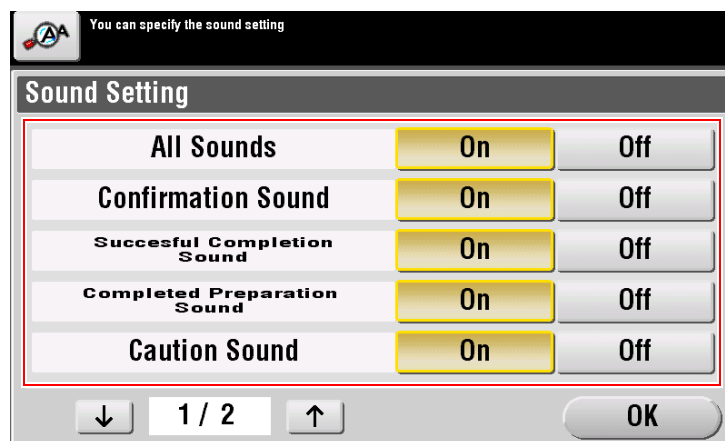 You can specify the sound setting
Sound Setting
All Sounds On Off
Confirmation Sound On Off
Succesful Completion
Sound
On Off
Completed Preparation
Sound
On Off
Caution Sound On Off
↓ 1 / 2 ↑ OK